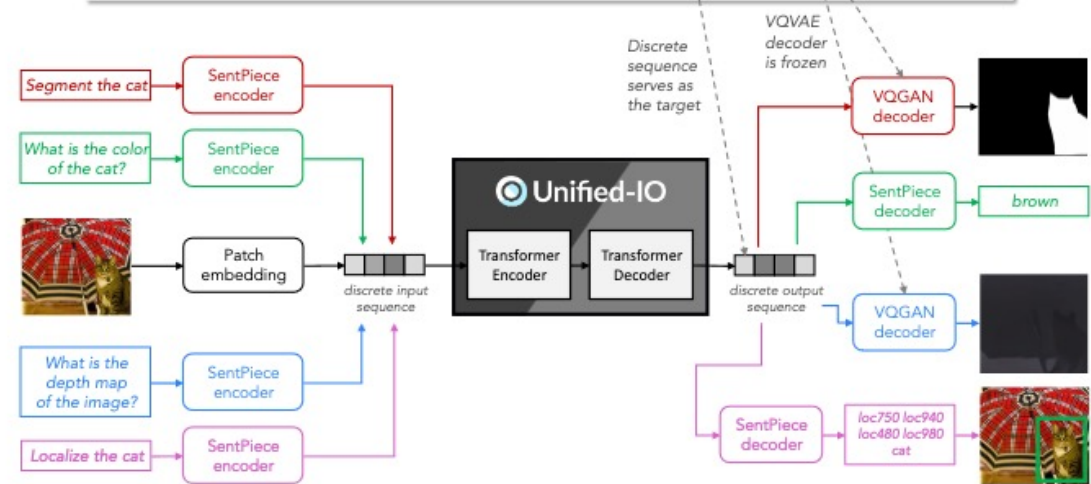 VQVAE
decoder
is frozen
Discrete
sequence
serves as
the target
Segment the cat
SentPiece
encoder
VQGAN
decoder
What is the color
of the cat?
SentPiece
encoder
Unified-IO
SentPiece
decoder
brown
Patch
embedding
Transformer
Encoder
Transformer
Decoder
discrete input
sequence
discrete output
sequence
VQGAN
decoder
What is the
depth map
of the image?
SentPiece
encoder
SentPiece
decoder
loc750 loc940
loc480 loc980
cat
Localize the cat
SentPiece
encoder